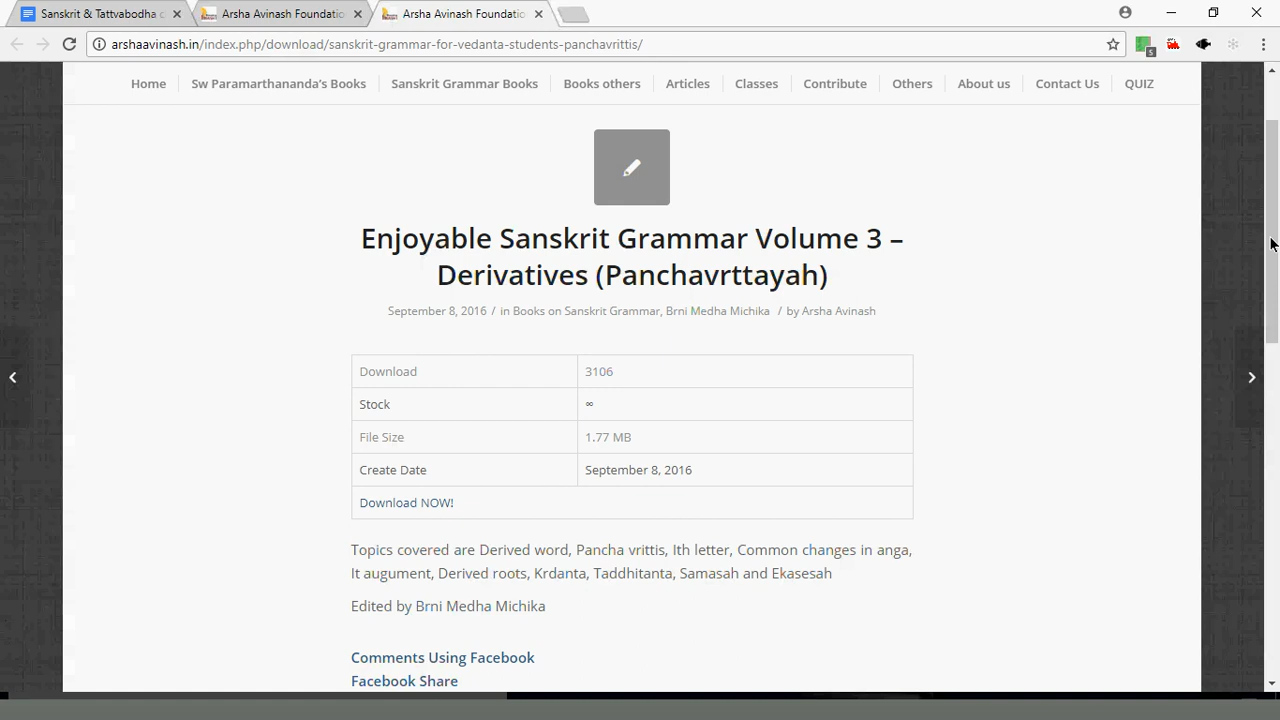 Sanskrit & Tattvabodha c
Arsha Avinash Foundatio
Arsha Avinash Foundatio
arshaavinash.in/index.php/download/sanskrit-grammar-for-vedanta-students-panchavrittis/
5
Home Sw Paramarthananda's Books Sanskrit Grammar Books Books others Articles Classes Contribute Others About us Contact Us QUIZ
Enjoyable Sanskrit Grammar Volume 3 –
Derivatives (Panchavrttayah)
September 8, 2016 / in Books on Sanskrit Grammar, Brni Medha Michika / by Arsha Avinash
Download 3106
Stock ∞
File Size 1.77 MB
Create Date September 8, 2016
Download NOW!
Topics covered are Derived word, Pancha vrittis, Ith letter, Common changes in anga,
It augument, Derived roots, Krdanta, Taddhitanta, Samasah and Ekasesah
Edited by Brni Medha Michika
Comments Using Facebook
Facebook Share